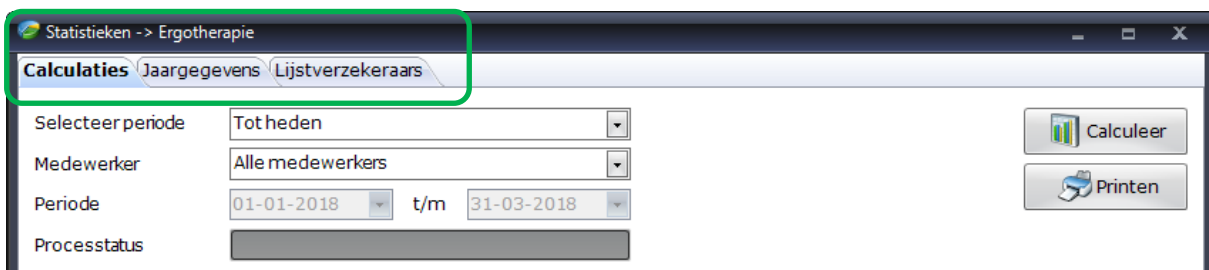 Statistieken -> Ergotherapie
Calculaties Jaargegevens Lijstverzekeraars
Selecteer periode Tot heden Calculeer
Medewerker Alle medewerkers
Printen
Periode 01-01-2018 t/m 31-03-2018
Processtatus